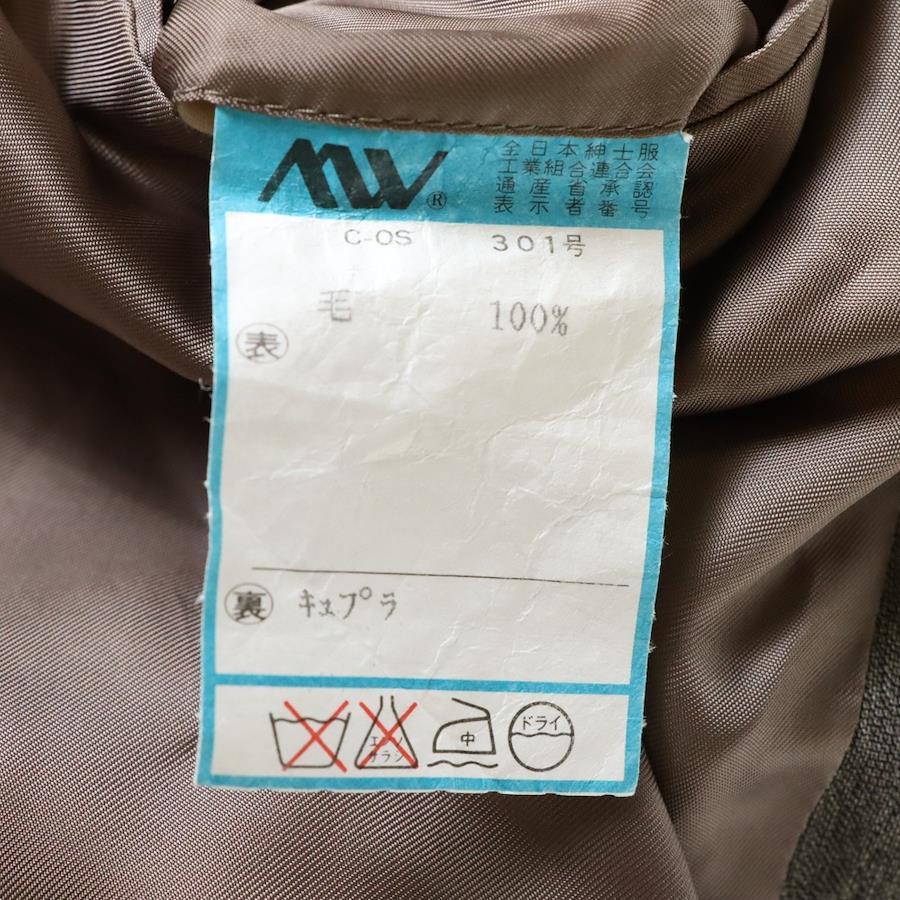 MW®
全日本紳士服
工業組合連合会
通産省承認
表示者番号
C-OS 301号
毛 100%
表
裏 キュプラ
エンソ
サラシ
中
ドライ